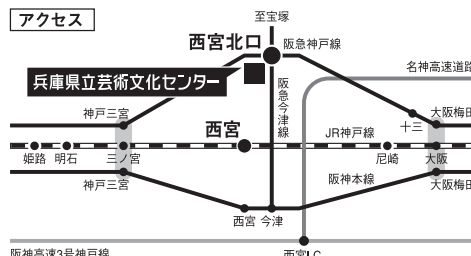 アクセス
至宝塚
西宮北口
阪急神戸線
兵庫県立芸術文化センター
名神高速道路
阪急今津線
神戸三宮
十三
大阪梅田
西宮
JR神戸線
姫路
明石
三ノ宮
尼崎
大阪
神戸三宮
阪神本線
大阪梅田
西宮
今津
阪神高速3号神戸線
西宮I.C